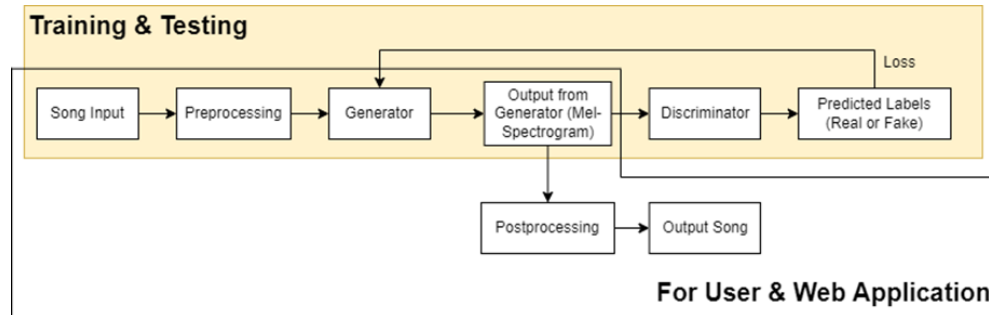 Training & Testing
Loss
Song Input
Preprocessing
Generator
Output from
Generator (Mel-
Spectrogram)
Discriminator
Predicted Labels
(Real or Fake)
Postprocessing
Output Song
For User & Web Application